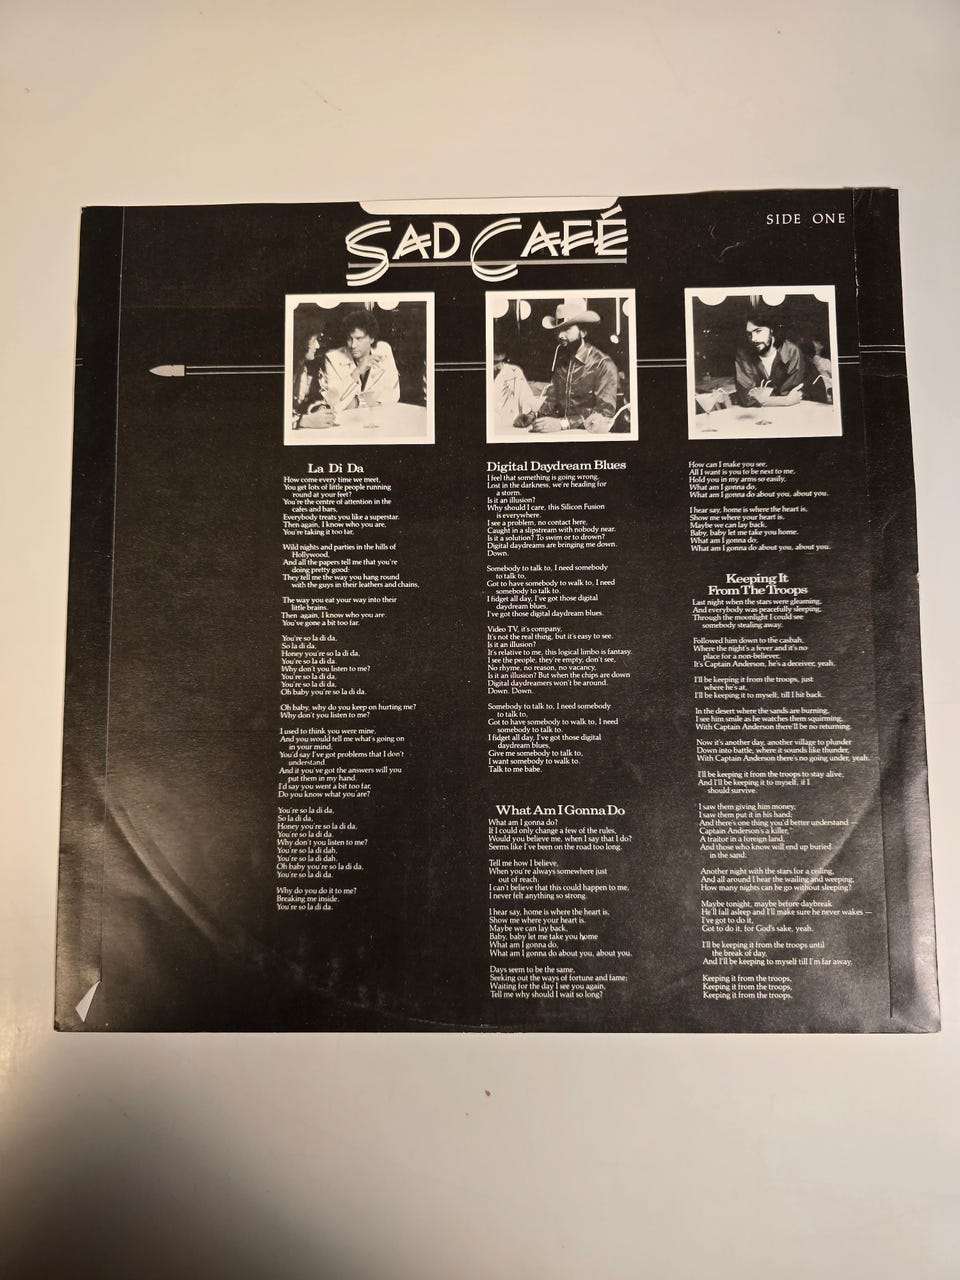 SAD CAFÉ
SIDE ONE
La Di Da
How come every time we meet,
You get lots of little people running
round at your feet?
You're the centre of attention in the
cafes and bars,
Everybody treats you like a superstar.
Then again, I know who you are,
You're taking it too far.
Wild nights and parties in the hills of
Hollywood,
And all the papers tell me that you're
doing pretty good:
They tell me the way you hang round
with the guys in their leathers and chains,
The way you eat your way into their
little brains.
Then again, I know who you are
You've gone a bit too far.
You're so la di da,
So la di da,
Honey you're so la di da,
You're so la di da
Why don't you listen to me?
You're so la di da,
You're so la di da,
Oh baby you're so la di da.
Oh baby, why do you keep on hurting me?
Why don't you listen to me?
I used to think you were mine,
And you would tell me what's going on
in your mind:
You'd say I've got problems that I don't
understand.
And if you've got the answers will you
put them in my hand.
I'd say you went a bit too far,
Do you know what you are?
You're so la di da,
So la di da,
Honey you're so la di da,
You're so la di da.
Why don't you listen to me?
You're so la di dah,
You're so la di dah,
Oh baby you're so la di da,
You're so la di da.
Why do you do it to me?
Breaking me inside.
You're so la di da.
Digital Daydream Blues
I feel that something is going wrong,
Lost in the darkness, we're heading for
a storm.
Is it an illusion?
Why should I care, this Silicon Fusion
is everywhere.
I see a problem, no contact here,
Caught in a slipstream with nobody near.
Is it a solution? To swim or to drown?
Digital daydreams are bringing me down.
Down.
Somebody to talk to, I need somebody
to talk to,
Got to have somebody to walk to, I need
somebody to talk to.
I fidget all day, I've got those digital
daydream blues,
I've got those digital daydream blues.
Video TV, it's company,
It's not the real thing, but it's easy to see.
Is it an illusion?
It's relative to me, this logical limbo is fantasy.
I see the people, they're empty, don't see,
No rhyme, no reason, no vacancy,
Is it an illusion? But when the chips are down
Digital daydreamers won't be around.
Down. Down.
Somebody to talk to, I need somebody
to talk to,
Got to have somebody to walk to, I need
somebody to talk to.
I fidget all day, I've got those digital
daydream blues,
Give me somebody to talk to,
I want somebody to walk to.
Talk to me babe.
What Am I Gonna Do
What am I gonna do?
If I could only change a few of the rules,
Would you believe me, when I say that I do?
Seems like I've been on the road too long.
Tell me how I believe,
When you're always somewhere just
out of reach.
I can't believe that this could happen to me,
I never felt anything so strong.
I hear say, home is where the heart is,
Show me where your heart is.
Maybe we can lay back,
Baby, baby let me take you home
What am I gonna do,
What am I gonna do about you, about you.
Days seem to be the same,
Seeking out the ways of fortune and fame:
Waiting for the day I see you again,
Tell me why should I wait so long?
How can I make you see,
All I want is you to be next to me,
Hold you in my arms so easily,
What am I gonna do,
What am I gonna do about you, about you.
I hear say, home is where the heart is,
Show me where your heart is.
Maybe we can lay back,
Baby, baby let me take you home.
What am I gonna do,
What am I gonna do about you, about you.
Keeping It
From The Troops
Last night when the stars were gleaming,
And everybody was peacefully sleeping,
Through the moonlight I could see
somebody stealing away.
Followed him down to the casbah,
Where the night's a fever and it's no
place for a non-believer,
It's Captain Anderson, he's a deceiver, yeah.
I'll be keeping it from the troops, just
where he's at,
I'll be keeping it to myself, till I hit back.
In the desert where the sands are burning,
I see him smile as he watches them squirming,
With Captain Anderson there'll be no returning.
Now it's another day, another village to plunder
Down into battle, where it sounds like thunder,
With Captain Anderson there's no going under, yeah.
I'll be keeping it from the troops to stay alive,
And I'll be keeping it to myself, if I
should survive.
I saw them giving him money,
I saw them put it in his hand:
And there's one thing you'd better understand —
Captain Anderson's a killer,
A traitor in a foreign land,
And those who know will end up buried
in the sand.
Another night with the stars for a ceiling,
And all around I hear the wailing and weeping,
How many nights can he go without sleeping?
Maybe tonight, maybe before daybreak
He'll fall asleep and I'll make sure he never wakes —
I've got to do it,
Got to do it, for God's sake, yeah.
I'll be keeping it from the troops until
the break of day,
And I'll be keeping to myself till I'm far away.
Keeping it from the troops,
Keeping it from the troops,
Keeping it from the troops.